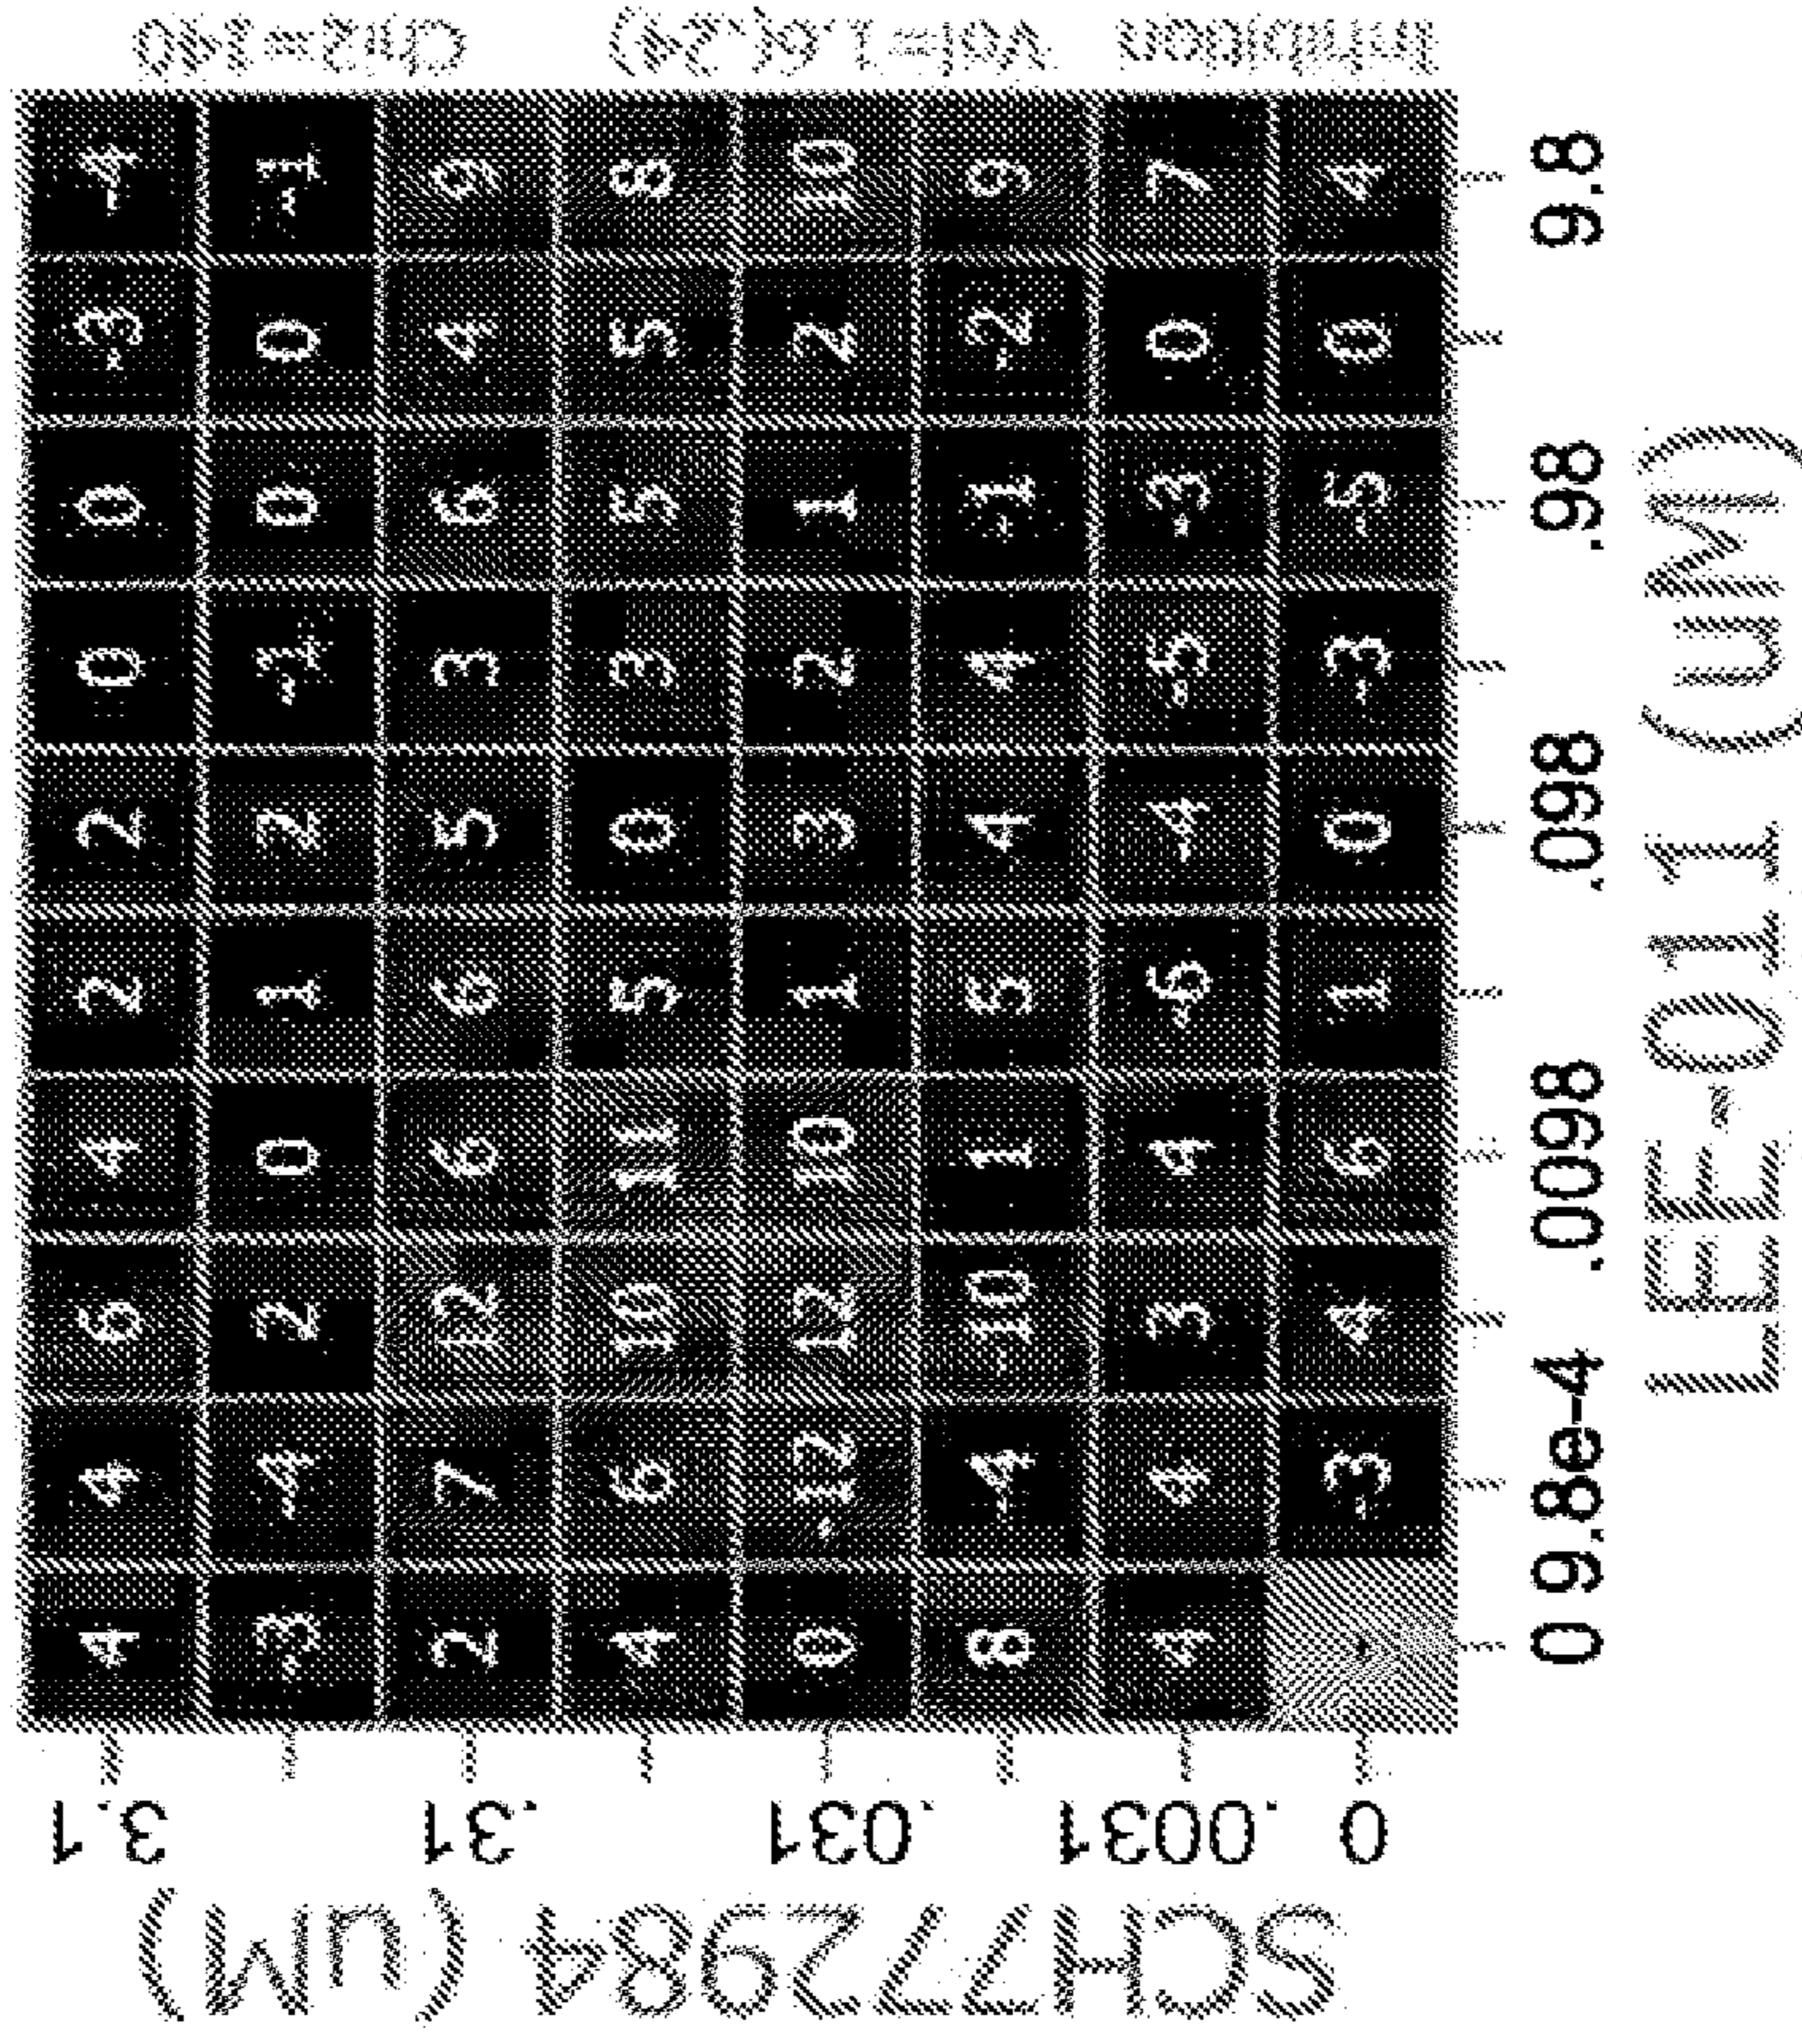 SCH772984 (uM)
3.1
.31
.031
.0031
0
4 4 6 4 2 2 0 0 -3 -4
-3 -4 2 0 1 2 -1 0 0 -1
2 7 12 6 6 5 3 6 4 9
4 6 10 11 5 0 3 5 5 8
0 -12 12 10 1 3 2 1 2 10
8 -4 -10 1 5 4 4 -1 -2 9
4 4 3 4 -6 -4 -5 -3 0 7
. -3 4 6 1 0 -3 -5 0 4
0 9.8e-4 .0098 .098 .98 9.8
LEE-011 (uM)
Inhibition Vol=1.6(.24) Chi2=140